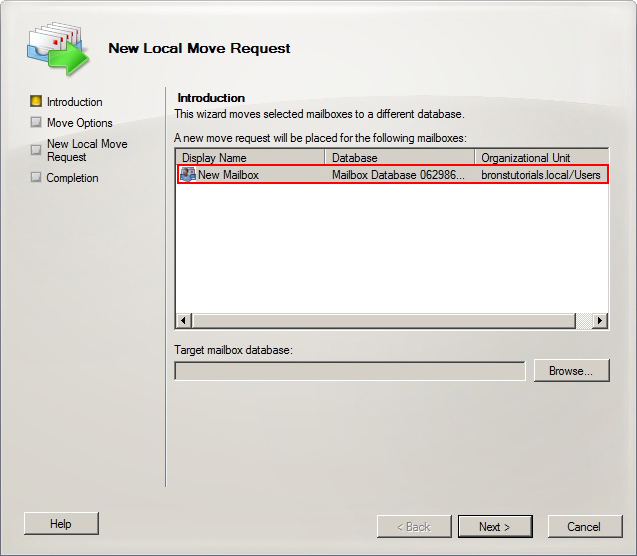 New Local Move Request
Introduction
Move Options
New Local Move
Request
Completion
Introduction
This wizard moves selected mailboxes to a different database.
A new move request will be placed for the following mailboxes:
Display Name Database Organizational Unit
New Mailbox Mailbox Database 062986... bronstutorials.local/Users
Target mailbox database:
Browse...
Help < Back Next > Cancel